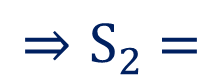 ⇒ S₂ =